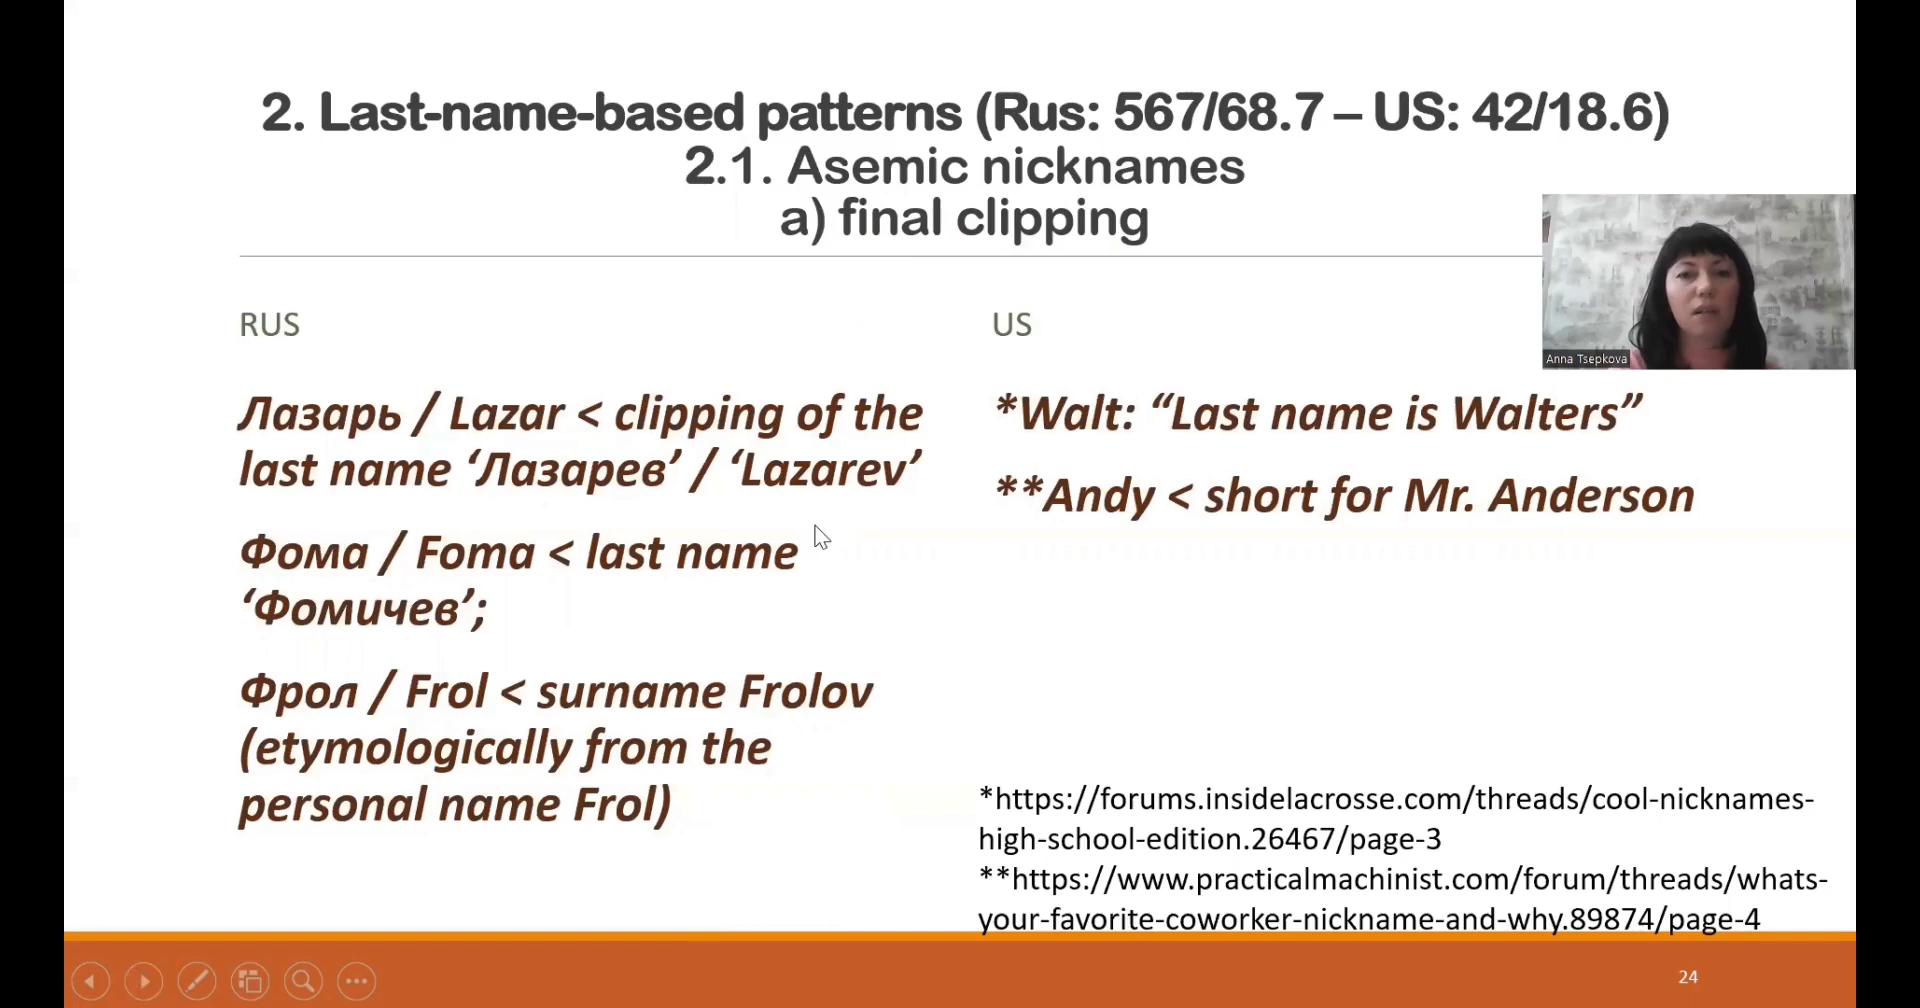 2. Last-name-based patterns (Rus: 567/68.7 – US: 42/18.6)
2.1. Asemic nicknames
a) final clipping
RUS
Лазарь / Lazar < clipping of the
last name ‘Лазарев’ / ‘Lazarev’
Фома / Foma < last name
‘Фомичев’;
Фрол / Frol < surname Frolov
(etymologically from the
personal name Frol)
US
*Walt: “Last name is Walters”
**Andy < short for Mr. Anderson
*https://forums.insidelacrosse.com/threads/cool-nicknames-
high-school-edition.26467/page-3
**https://www.practicalmachinist.com/forum/threads/whats-
your-favorite-coworker-nickname-and-why.89874/page-4
Anna Tsepkova
24